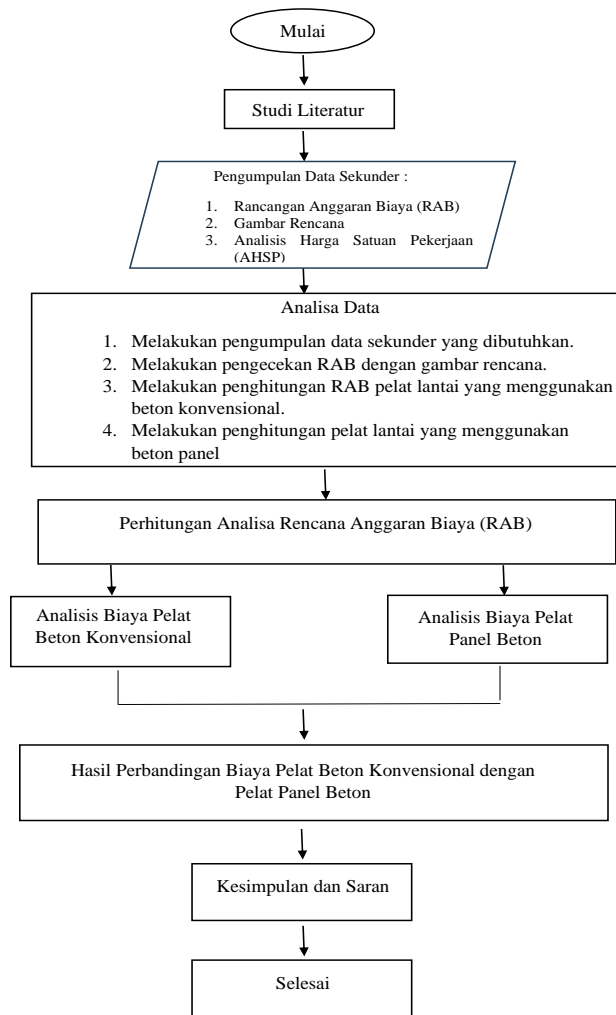 Mulai
Studi Literatur
Pengumpulan Data Sekunder :
1. Rancangan Anggaran Biaya (RAB)
2. Gambar Rencana
3. Analisis Harga Satuan Pekerjaan
(AHSP)
Analisa Data
1. Melakukan pengumpulan data sekunder yang dibutuhkan.
2. Melakukan pengecekan RAB dengan gambar rencana.
3. Melakukan penghitungan RAB pelat lantai yang menggunakan
beton konvensional.
4. Melakukan penghitungan pelat lantai yang menggunakan
beton panel
Perhitungan Analisa Rencana Anggaran Biaya (RAB)
Analisis Biaya Pelat
Beton Konvensional
Analisis Biaya Pelat
Panel Beton
Hasil Perbandingan Biaya Pelat Beton Konvensional dengan
Pelat Panel Beton
Kesimpulan dan Saran
Selesai